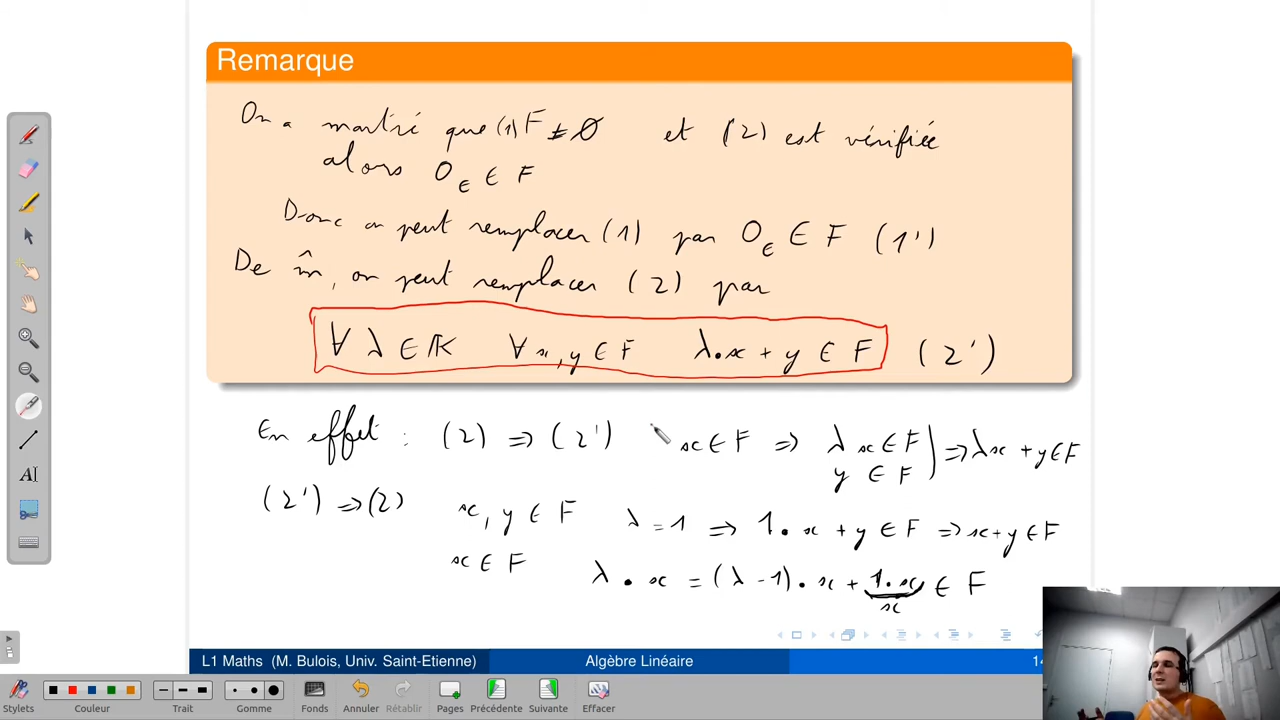 Remarque
On a montré que (1) F ≠ ∅ et (2) est vérifiée
alors 0_E ∈ F
Donc on peut remplacer (1) par 0_E ∈ F (1')
De m̂, on peut remplacer (2) par
∀ λ ∈ K ∀ x, y ∈ F λ.x + y ∈ F (2')
En effet : (2) ⇒ (2') x ∈ F ⇒ λx ∈ F
y ∈ F ) ⇒ λx + y ∈ F
(2') ⇒ (2) x, y ∈ F λ = 1 ⇒ 1.x + y ∈ F ⇒ x + y ∈ F
x ∈ F λ.x = (λ-1).x + 1.x ∈ F
x
L1 Maths (M. Bulois, Univ. Saint-Etienne) Algèbre Linéaire 14
Stylets Couleur Trait Gomme Fonds Annuler Rétablir Pages Précédente Suivante Effacer